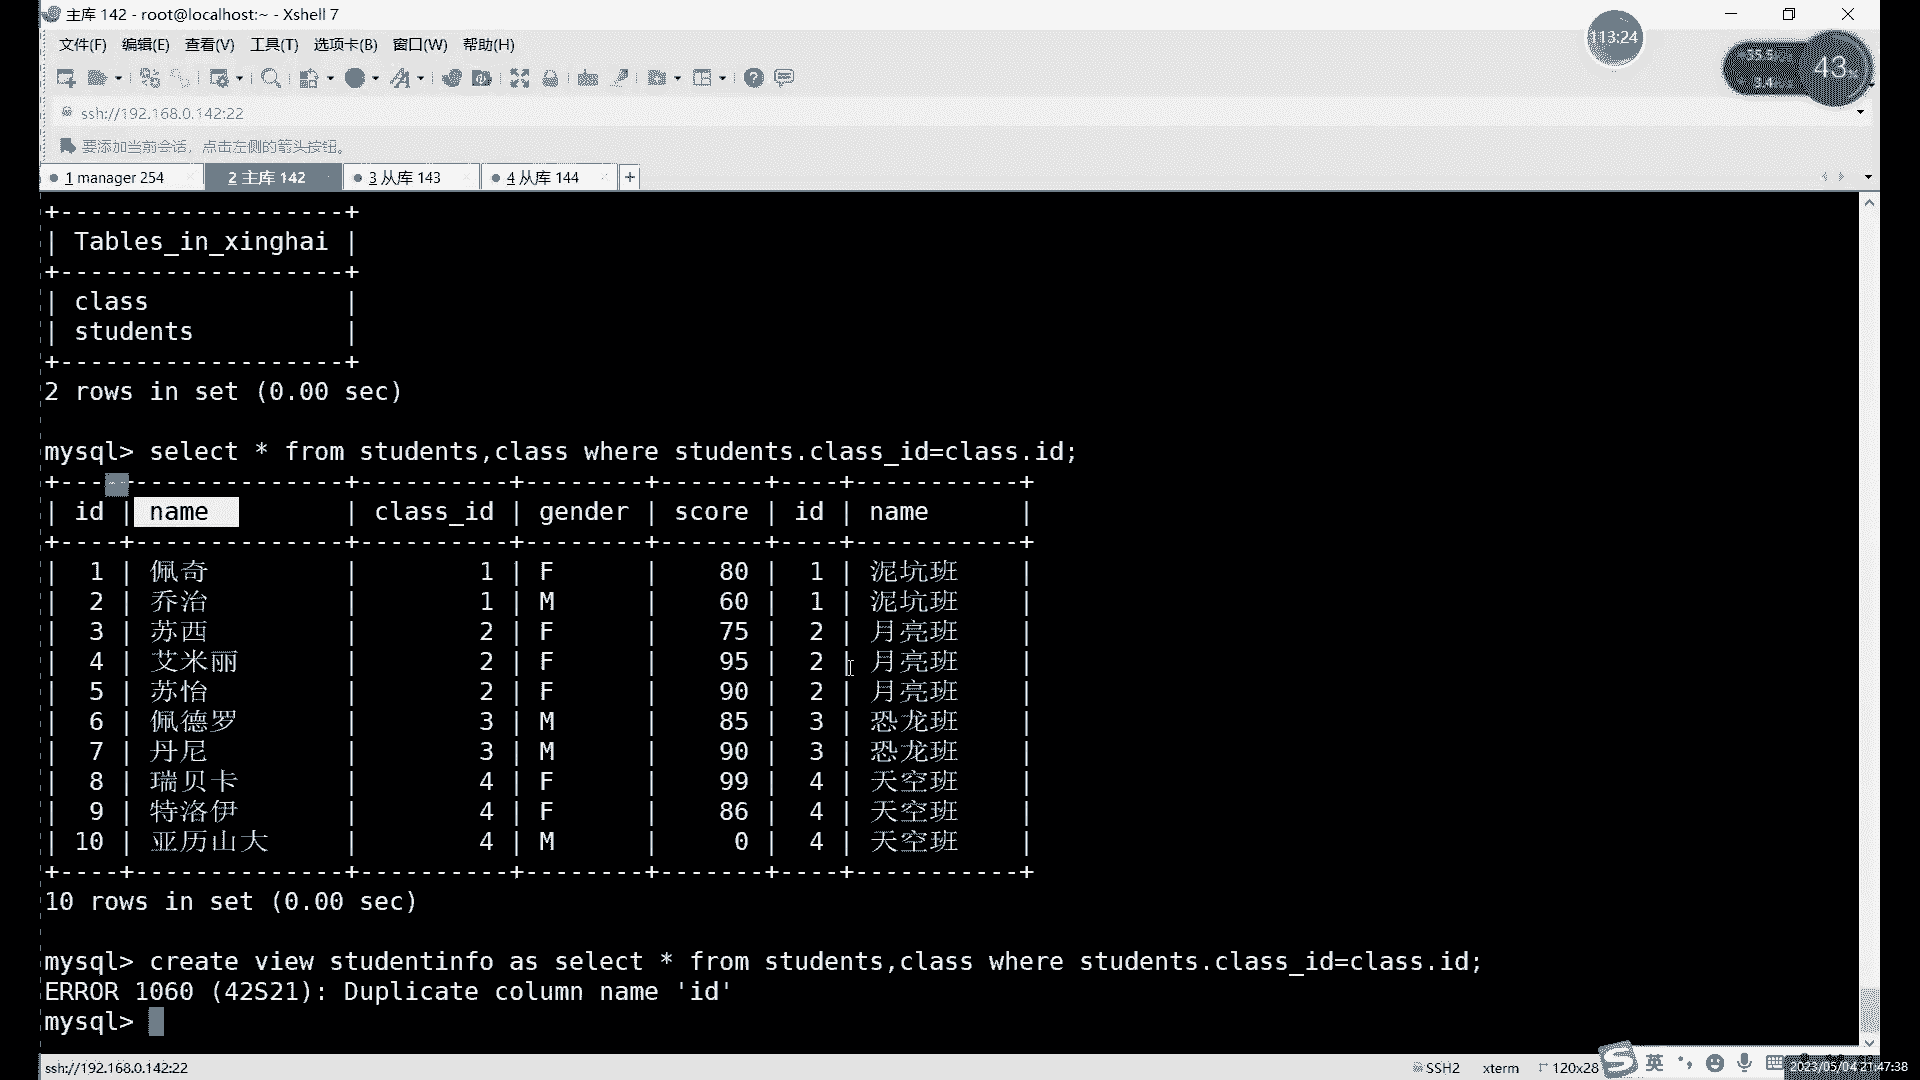 主库 142 - root@localhost:~ - Xshell 7
文件(F) 编辑(E) 查看(V) 工具(T) 选项卡(B) 窗口(W) 帮助(H)
113:24
43%
ssh://192.168.0.142:22
要添加当前会话，点击左侧的箭头按钮。
1 manager 254 2 主库 142 3 从库 143 4 从库 144 +
+------------------+
| Tables_in_xinghai |
+------------------+
| class |
| students |
+------------------+
2 rows in set (0.00 sec)
mysql> select * from students,class where students.class_id=class.id;
+----+--------------+----------+--------+-------+----+-----------+
| id | name | class_id | gender | score | id | name |
+----+--------------+----------+--------+-------+----+-----------+
| 1 | 佩奇 | 1 | F | 80 | 1 | 泥坑班 |
| 2 | 乔治 | 1 | M | 60 | 1 | 泥坑班 |
| 3 | 苏西 | 2 | F | 75 | 2 | 月亮班 |
| 4 | 艾米丽 | 2 | F | 95 | 2 | 月亮班 |
| 5 | 苏怡 | 2 | F | 90 | 2 | 月亮班 |
| 6 | 佩德罗 | 3 | M | 85 | 3 | 恐龙班 |
| 7 | 丹尼 | 3 | M | 90 | 3 | 恐龙班 |
| 8 | 瑞贝卡 | 4 | F | 99 | 4 | 天空班 |
| 9 | 特洛伊 | 4 | F | 86 | 4 | 天空班 |
| 10 | 亚历山大 | 4 | M | 0 | 4 | 天空班 |
+----+--------------+----------+--------+-------+----+-----------+
10 rows in set (0.00 sec)
mysql> create view studentinfo as select * from students,class where students.class_id=class.id;
ERROR 1060 (42S21): Duplicate column name 'id'
mysql>
ssh://192.168.0.142:22 SSH2 xterm 120x28 英 2023/05/04 21:47:38